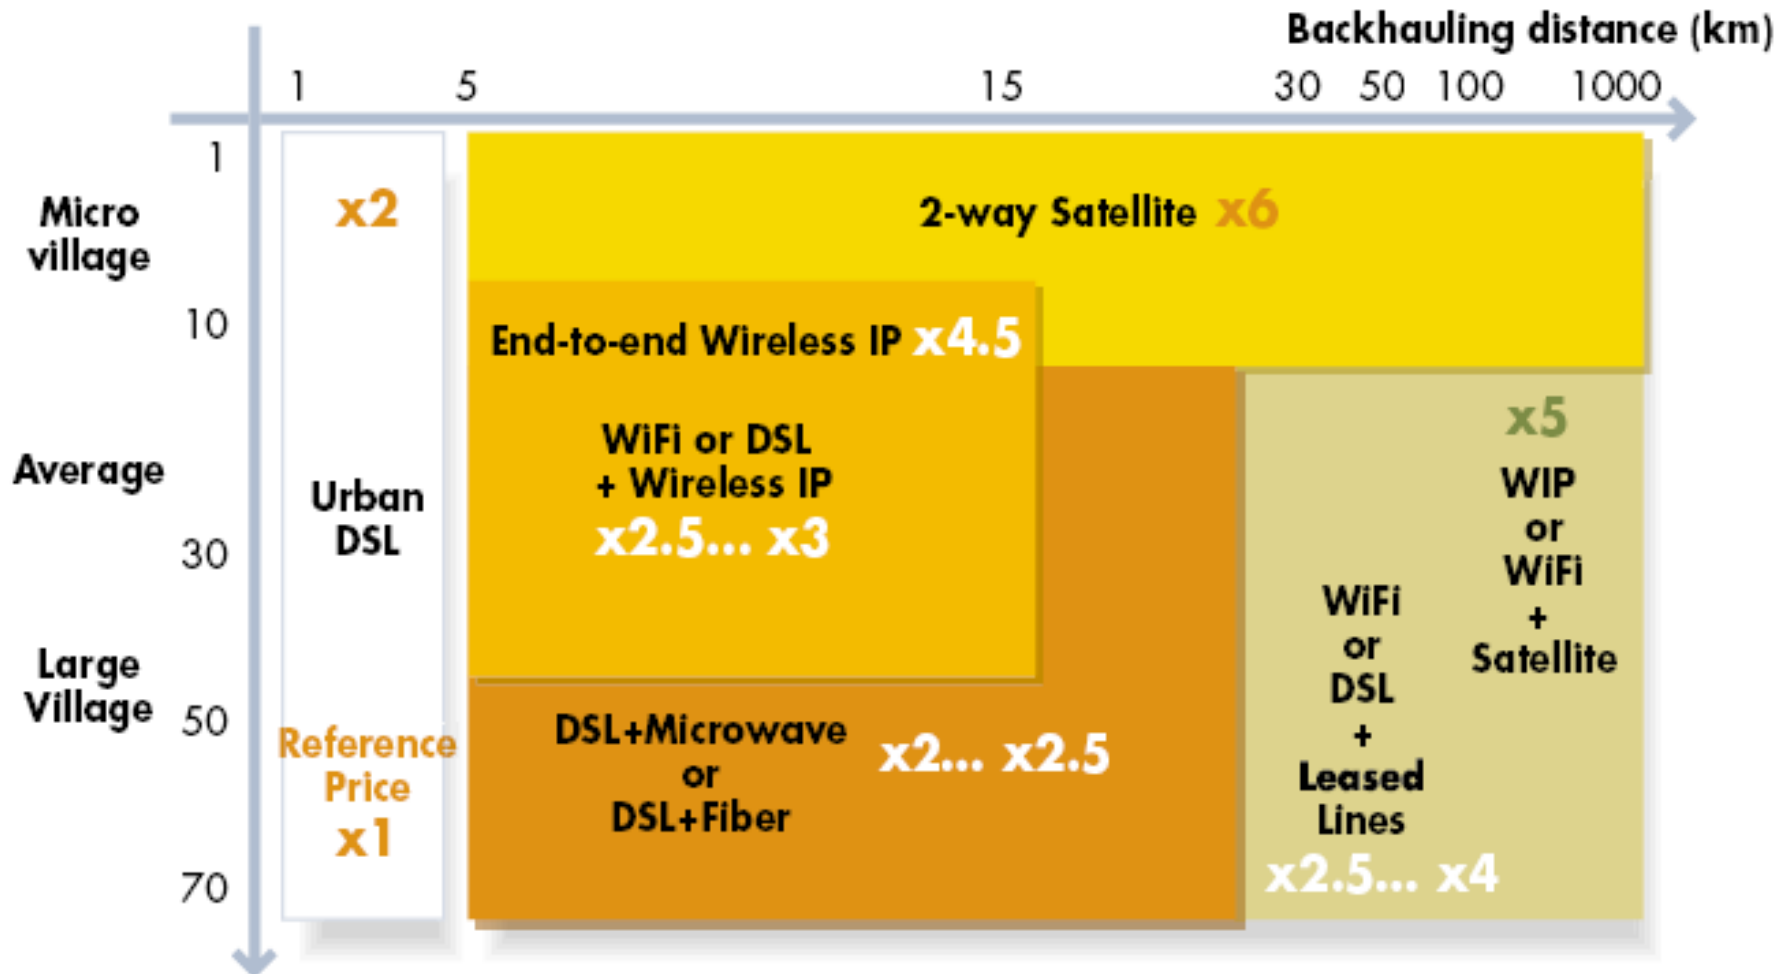 Backhauling distance (km)
1 5 15 30 50 100 1000
1
Micro
village
10
Average
30
Large
Village
50
70
x2
Urban
DSL
Reference
Price
x1
2-way Satellite x6
End-to-end Wireless IP x4.5
WiFi or DSL
+ Wireless IP
x2.5... x3
DSL+Microwave
or
DSL+Fiber
x2... x2.5
WiFi
or
DSL
+
Leased
Lines
x2.5... x4
x5
WIP
or
WiFi
+
Satellite